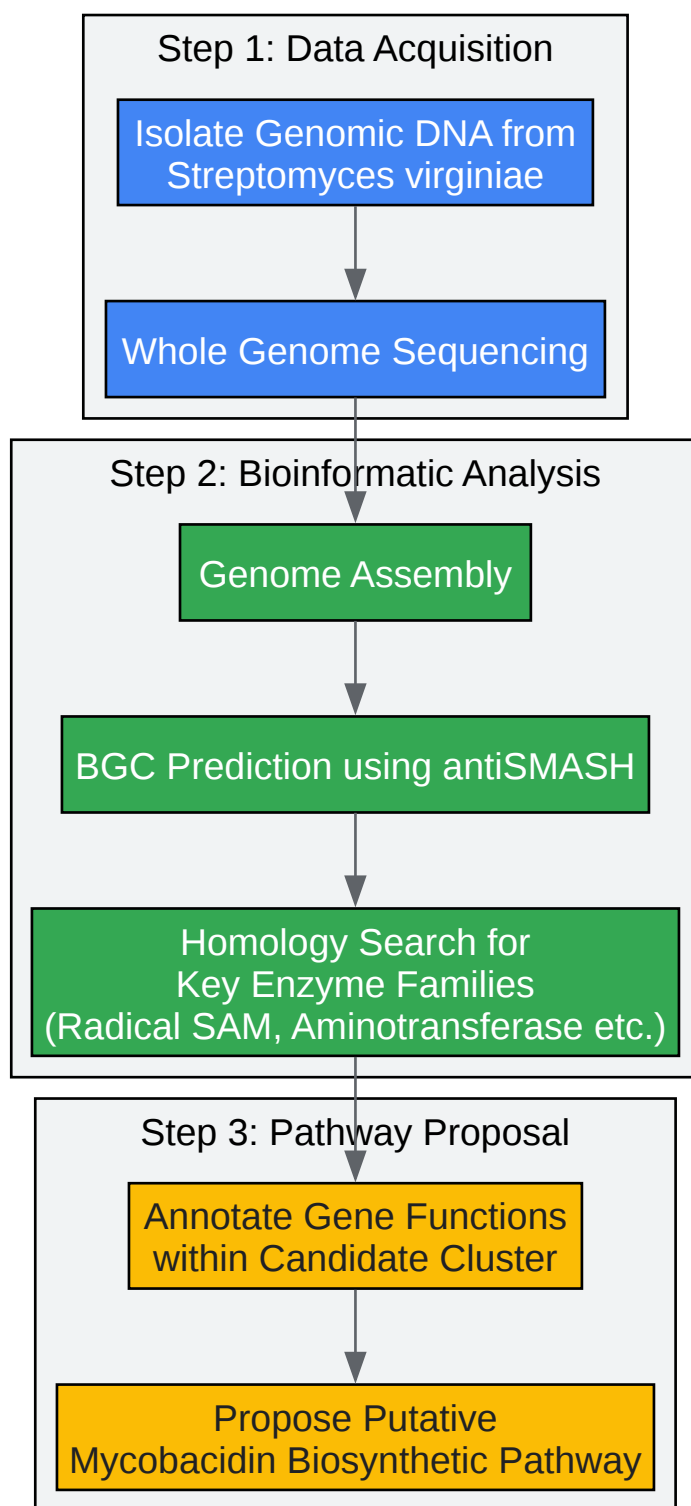 Step 1: Data Acquisition
Isolate Genomic DNA from
Streptomyces virginiae
Whole Genome Sequencing
Step 2: Bioinformatic Analysis
Genome Assembly
BGC Prediction using antiSMASH
Homology Search for
Key Enzyme Families
(Radical SAM, Aminotransferase etc.)
Step 3: Pathway Proposal
Annotate Gene Functions
within Candidate Cluster
Propose Putative
Mycobacidin Biosynthetic Pathway